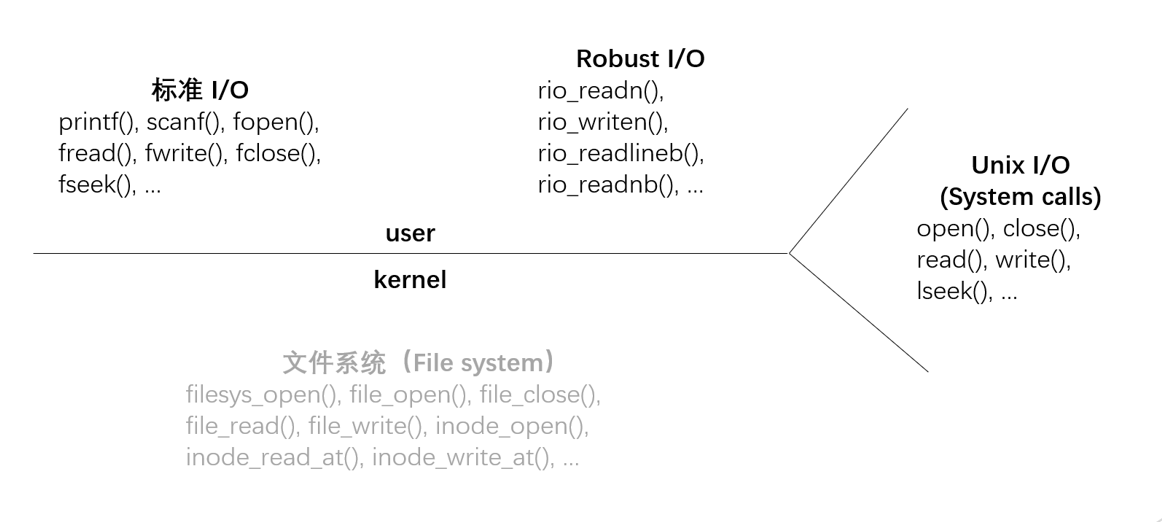 标准 I/O
printf(), scanf(), fopen(),
fread(), fwrite(), fclose(),
fseek(), ...
Robust I/O
rio_readn(),
rio_writen(),
rio_readlineb(),
rio_readnb(), ...
Unix I/O
(System calls)
open(), close(),
read(), write(),
lseek(), ...
user
kernel
文件系统（File system）
filesys_open(), file_open(), file_close(),
file_read(), file_write(), inode_open(),
inode_read_at(), inode_write_at(), ...